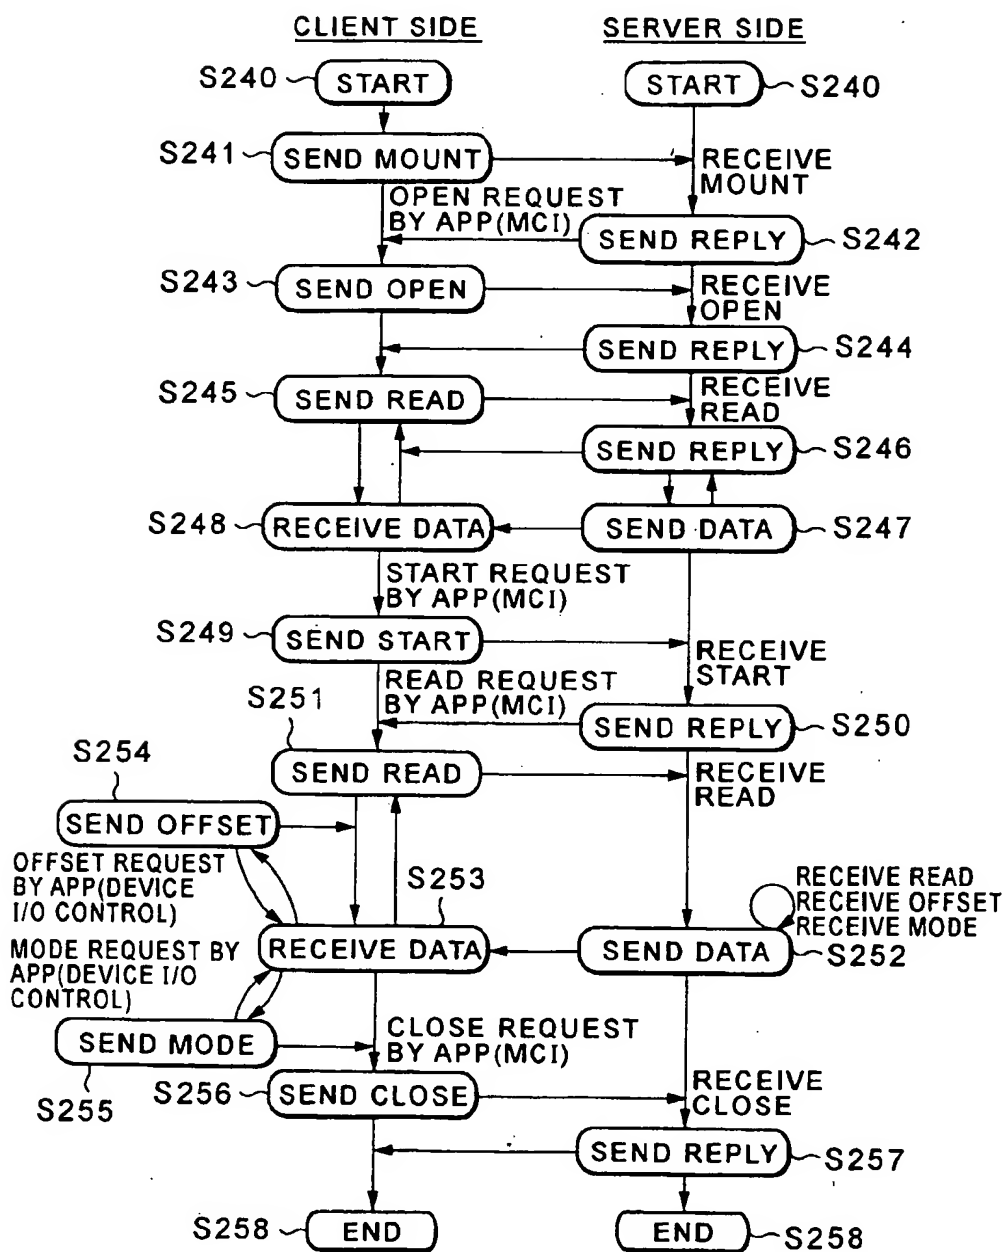 CLIENT SIDE
SERVER SIDE
S240
START
START
S240
S241
SEND MOUNT
RECEIVE
MOUNT
OPEN REQUEST
BY APP(MCI)
SEND REPLY
S242
S243
SEND OPEN
RECEIVE
OPEN
SEND REPLY
S244
S245
SEND READ
RECEIVE
READ
SEND REPLY
S246
S248
RECEIVE DATA
SEND DATA
S247
START REQUEST
BY APP(MCI)
S249
SEND START
RECEIVE
START
S251
READ REQUEST
BY APP(MCI)
SEND REPLY
S250
S254
SEND READ
RECEIVE
READ
SEND OFFSET
OFFSET REQUEST
BY APP(DEVICE
I/O CONTROL)
S253
RECEIVE READ
RECEIVE OFFSET
RECEIVE MODE
MODE REQUEST BY
APP(DEVICE I/O
CONTROL)
RECEIVE DATA
SEND DATA
S252
SEND MODE
S255
CLOSE REQUEST
BY APP(MCI)
S256
SEND CLOSE
RECEIVE
CLOSE
SEND REPLY
S257
S258
END
END
S258